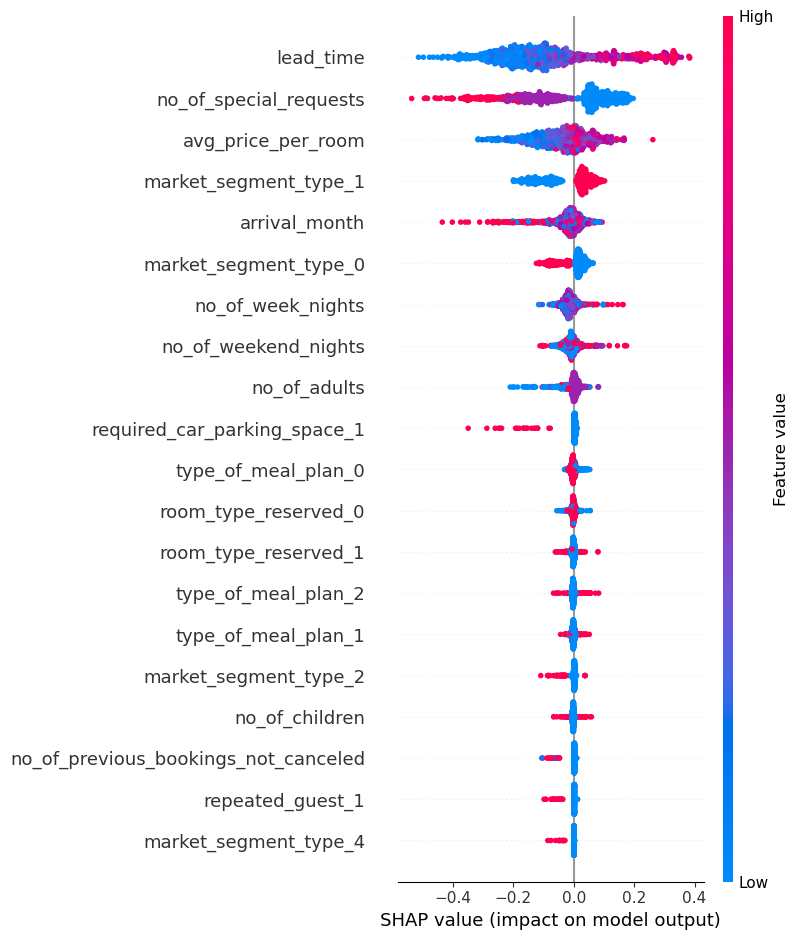 High
lead_time
no_of_special_requests
avg_price_per_room
market_segment_type_1
arrival_month
market_segment_type_0
no_of_week_nights
no_of_weekend_nights
no_of_adults
required_car_parking_space_1
type_of_meal_plan_0
room_type_reserved_0
room_type_reserved_1
type_of_meal_plan_2
type_of_meal_plan_1
market_segment_type_2
no_of_children
no_of_previous_bookings_not_canceled
repeated_guest_1
market_segment_type_4
Feature value
Low
−0.4 −0.2 0.0 0.2 0.4
SHAP value (impact on model output)